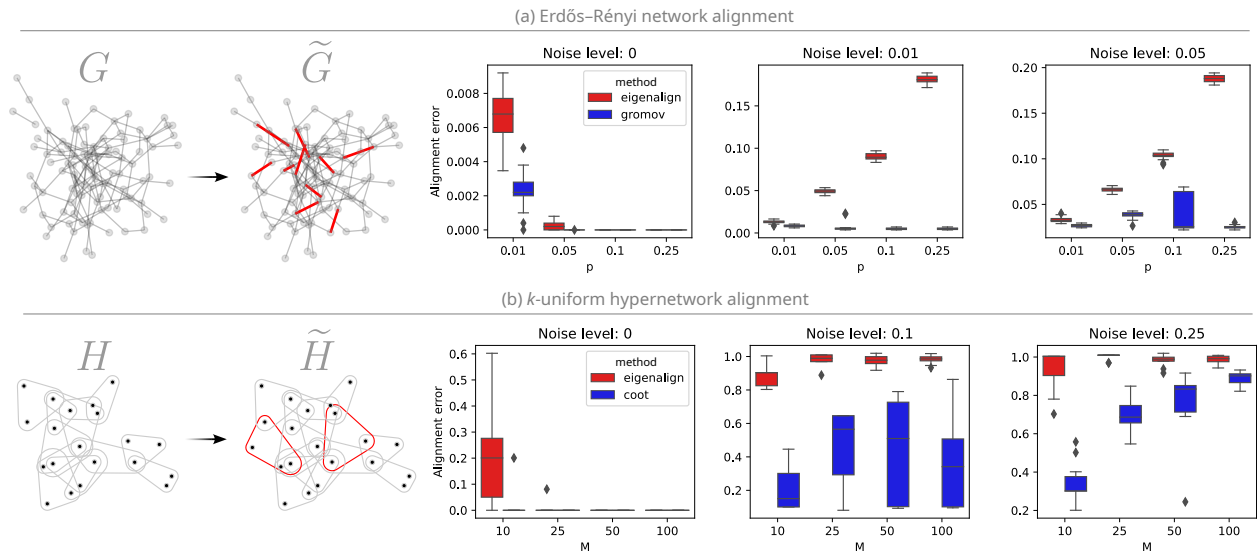 (a) Erdős–Rényi network alignment
G
G̃
Noise level: 0
Alignment error
0.008
0.006
0.004
0.002
0.000
method
eigenalign
gromov
0.01 0.05 0.1 0.25
p
Noise level: 0.01
0.15
0.10
0.05
0.00
0.01 0.05 0.1 0.25
p
Noise level: 0.05
0.20
0.15
0.10
0.05
0.01 0.05 0.1 0.25
p
(b) k-uniform hypernetwork alignment
H
H̃
Noise level: 0
Alignment error
0.6
0.5
0.4
0.3
0.2
0.1
0.0
method
eigenalign
coot
10 25 50 100
M
Noise level: 0.1
1.0
0.8
0.6
0.4
0.2
10 25 50 100
M
Noise level: 0.25
1.0
0.8
0.6
0.4
0.2
10 25 50 100
M